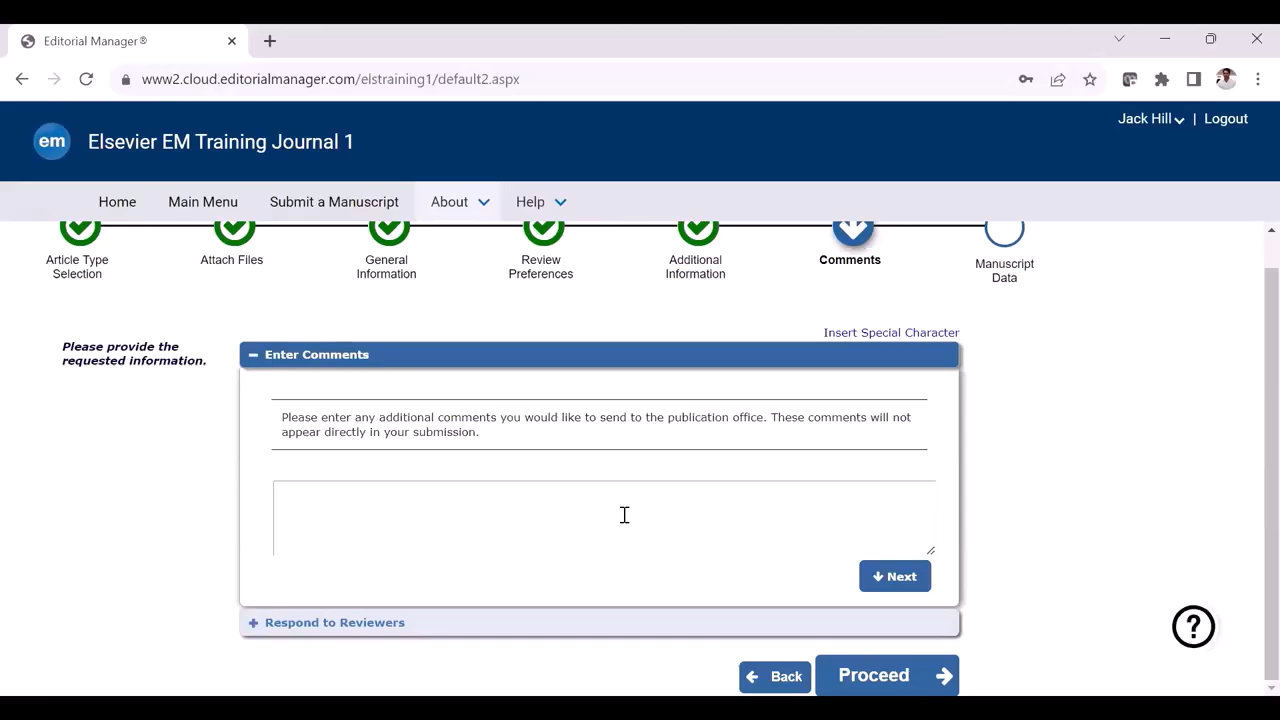 Editorial Manager®
www2.cloud.editorialmanager.com/elstraining1/default2.aspx
Jack Hill | Logout
em Elsevier EM Training Journal 1
Home Main Menu Submit a Manuscript About Help
Article Type
Selection
Attach Files
General
Information
Review
Preferences
Additional
Information
Comments
Manuscript
Data
Insert Special Character
Please provide the
requested information.
Enter Comments
Please enter any additional comments you would like to send to the publication office. These comments will not
appear directly in your submission.
Next
Respond to Reviewers
?
Back
Proceed